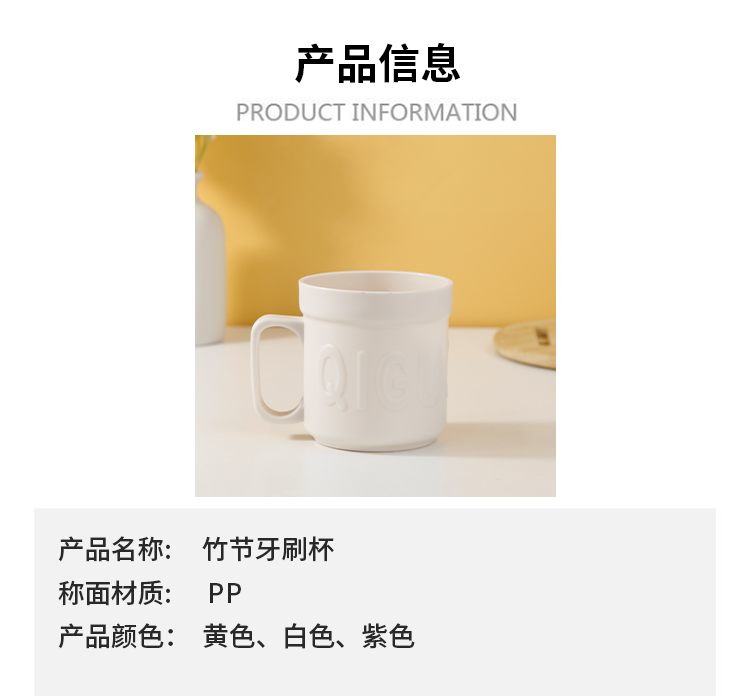 产品信息
PRODUCT INFORMATION
QIGU
产品名称: 竹节牙刷杯
称面材质: PP
产品颜色: 黄色、白色、紫色